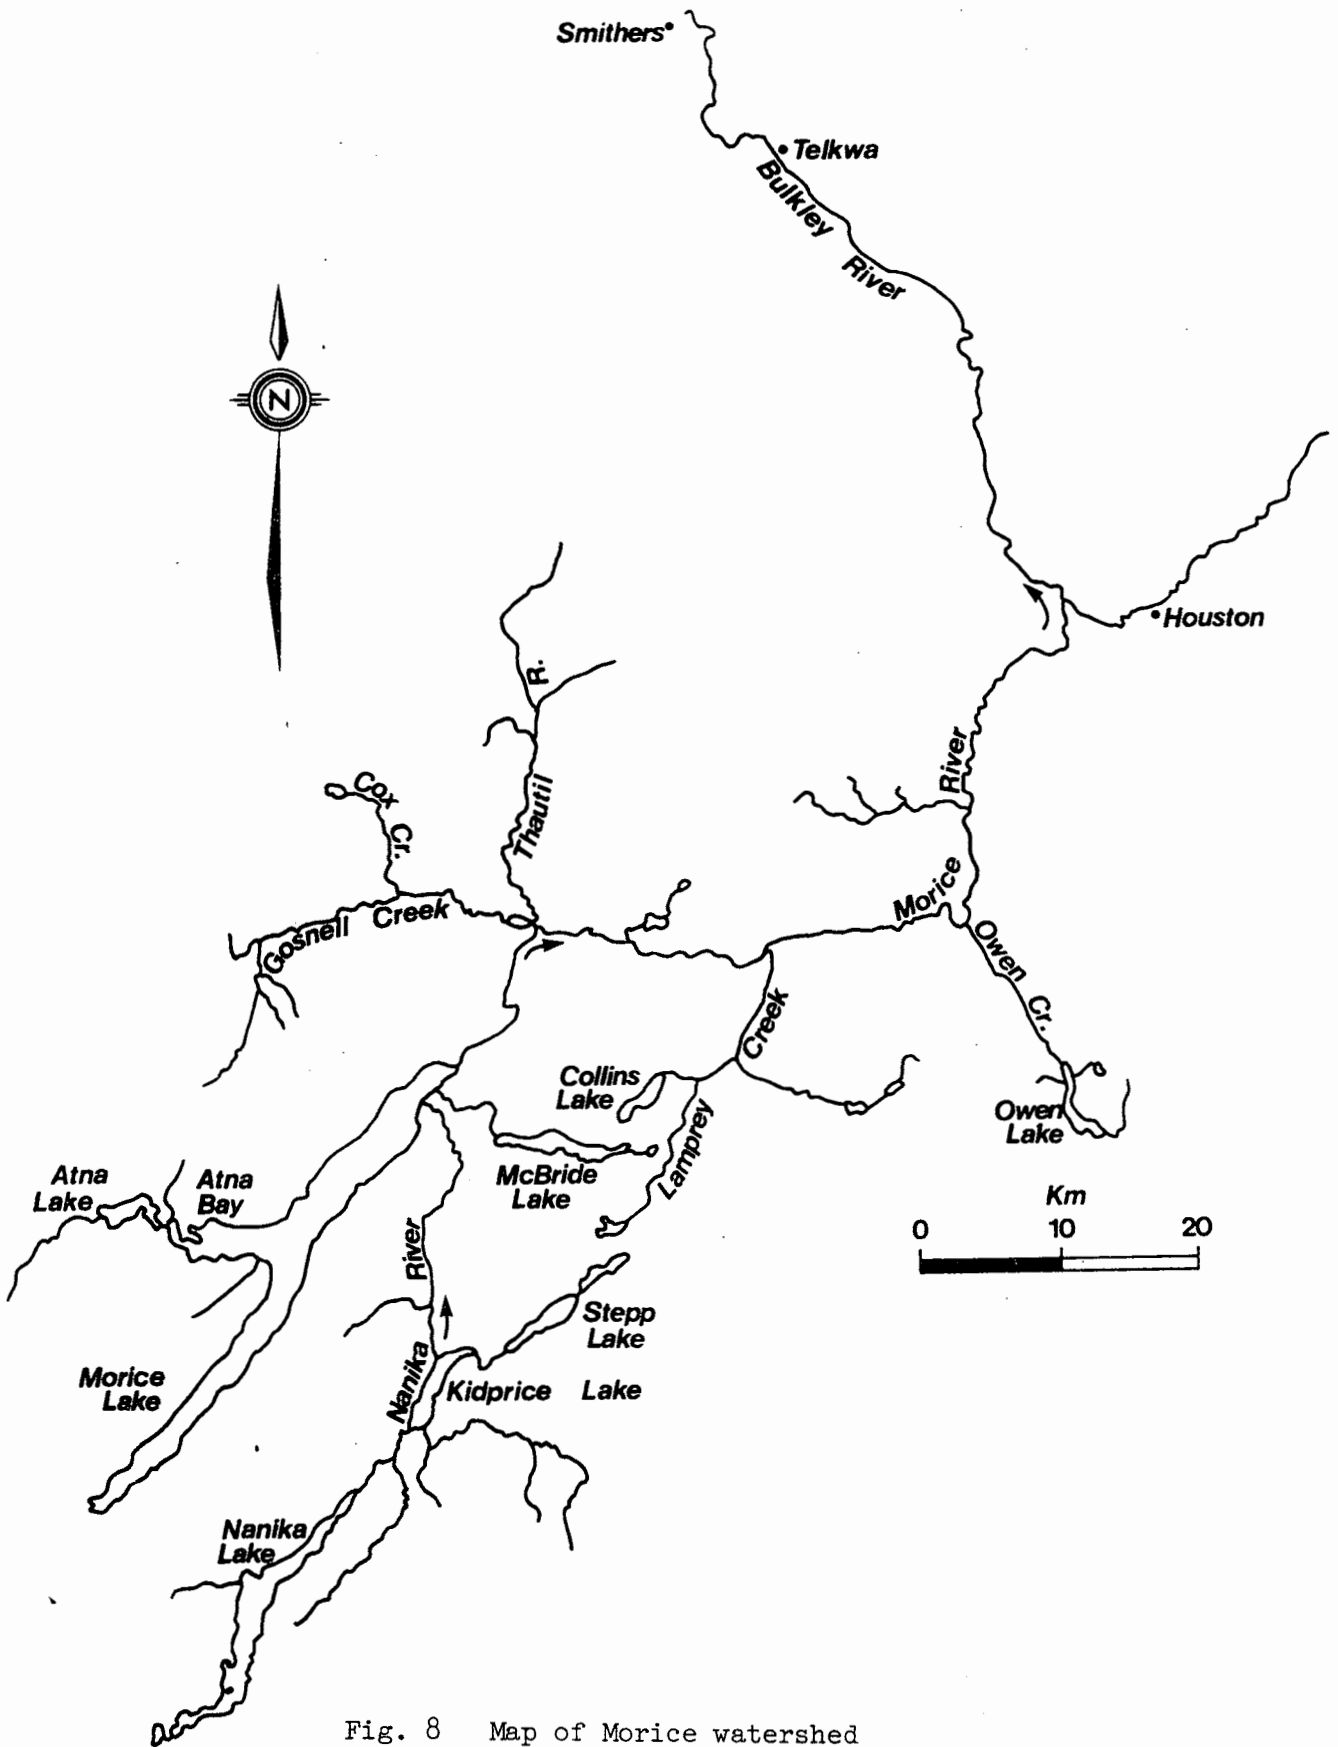 Smithers
Telkwa
Bulkley River
N
Houston
Thautil R.
Cox Cr.
Gosnell Creek
Morice River
Owen Cr.
Lamprey Creek
Collins
Lake
Owen
Lake
McBride
Lake
Atna
Lake
Atna
Bay
Km
0 10 20
Nanika River
Stepp
Lake
Kidprice Lake
Morice
Lake
Nanika
Lake
Fig. 8 Map of Morice watershed